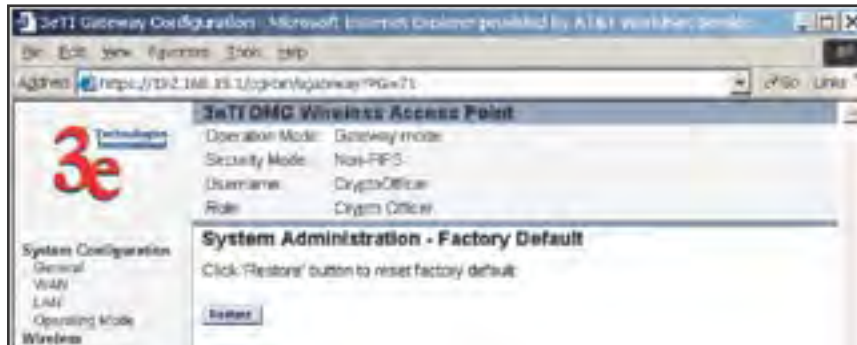 3eTI Gateway Configuration - Microsoft Internet Explorer provided by AT&T WorldNet Service
File Edit View Favorites Tools Help
Address https://192.168.15.1/cgi-bin/sgateway?PG=71 Go Links
3e Technologies
3eTI DMG Wireless Access Point
Operation Mode: Gateway mode
Security Mode: Non-FIPS
Username: CryptoOfficer
Role: Crypto Officer
System Configuration
General
WAN
LAN
Operating Mode
Wireless
System Administration - Factory Default
Click 'Restore' button to reset factory default
Restore